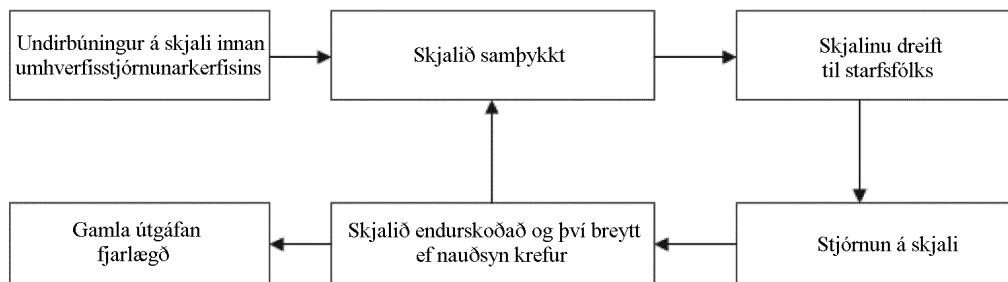 Undirbúningur á skjali innan
umhverfisstjórnunarkerfisins
Skjalið samþykkt
Skjalinu dreift
til starfsfólks
Gamla útgáfan
fjarlægð
Skjalið endurskoðað og því breytt
ef nauðsyn krefur
Stjórnun á skjali